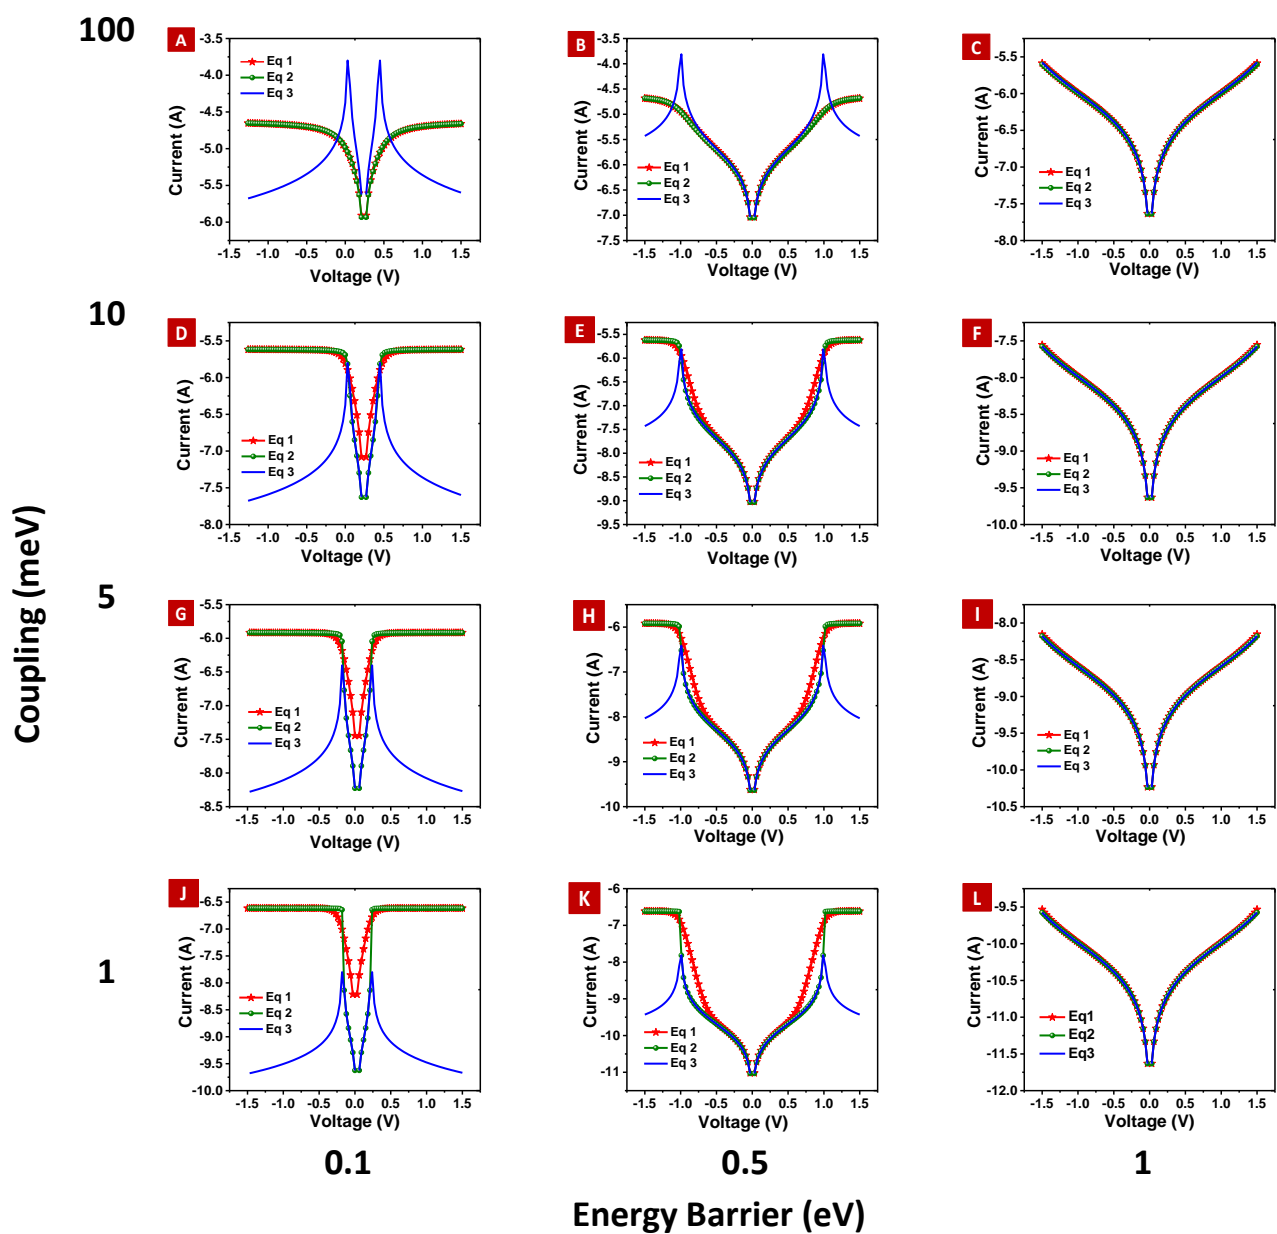 100
A
-3.5
-4.0
-4.5
-5.0
-5.5
-6.0
Current (A)
Eq 1
Eq 2
Eq 3
-1.5 -1.0 -0.5 0.0 0.5 1.0 1.5
Voltage (V)
B
-3.5
-4.0
-4.5
-5.0
-5.5
-6.0
-6.5
-7.0
-7.5
Current (A)
Eq 1
Eq 2
Eq 3
-1.5 -1.0 -0.5 0.0 0.5 1.0 1.5
Voltage (V)
C
-5.5
-6.0
-6.5
-7.0
-7.5
-8.0
Current (A)
Eq 1
Eq 2
Eq 3
-1.5 -1.0 -0.5 0.0 0.5 1.0 1.5
Voltage (V)
10
D
-5.5
-6.0
-6.5
-7.0
-7.5
-8.0
Current (A)
Eq 1
Eq 2
Eq 3
-1.5 -1.0 -0.5 0.0 0.5 1.0 1.5
Voltage (V)
E
-5.5
-6.0
-6.5
-7.0
-7.5
-8.0
-8.5
-9.0
-9.5
Current (A)
Eq 1
Eq 2
Eq 3
-1.5 -1.0 -0.5 0.0 0.5 1.0 1.5
Voltage (V)
F
-7.5
-8.0
-8.5
-9.0
-9.5
-10.0
Current (A)
Eq 1
Eq 2
Eq 3
-1.5 -1.0 -0.5 0.0 0.5 1.0 1.5
Voltage (V)
Coupling (meV)
5
G
-5.5
-6.0
-6.5
-7.0
-7.5
-8.0
-8.5
Current (A)
Eq 1
Eq 2
Eq 3
-1.5 -1.0 -0.5 0.0 0.5 1.0 1.5
Voltage (V)
H
-6
-7
-8
-9
-10
Current (A)
Eq 1
Eq 2
Eq 3
-1.5 -1.0 -0.5 0.0 0.5 1.0 1.5
Voltage (V)
I
-8.0
-8.5
-9.0
-9.5
-10.0
-10.5
Current (A)
Eq 1
Eq 2
Eq 3
-1.5 -1.0 -0.5 0.0 0.5 1.0 1.5
Voltage (V)
1
J
-6.5
-7.0
-7.5
-8.0
-8.5
-9.0
-9.5
-10.0
Current (A)
Eq 1
Eq 2
Eq 3
-1.5 -1.0 -0.5 0.0 0.5 1.0 1.5
Voltage (V)
K
-6
-7
-8
-9
-10
-11
Current (A)
Eq 1
Eq 2
Eq 3
-1.5 -1.0 -0.5 0.0 0.5 1.0 1.5
Voltage (V)
L
-9.5
-10.0
-10.5
-11.0
-11.5
-12.0
Current (A)
Eq1
Eq2
Eq3
-1.5 -1.0 -0.5 0.0 0.5 1.0 1.5
Voltage (V)
0.1 0.5 1
Energy Barrier (eV)